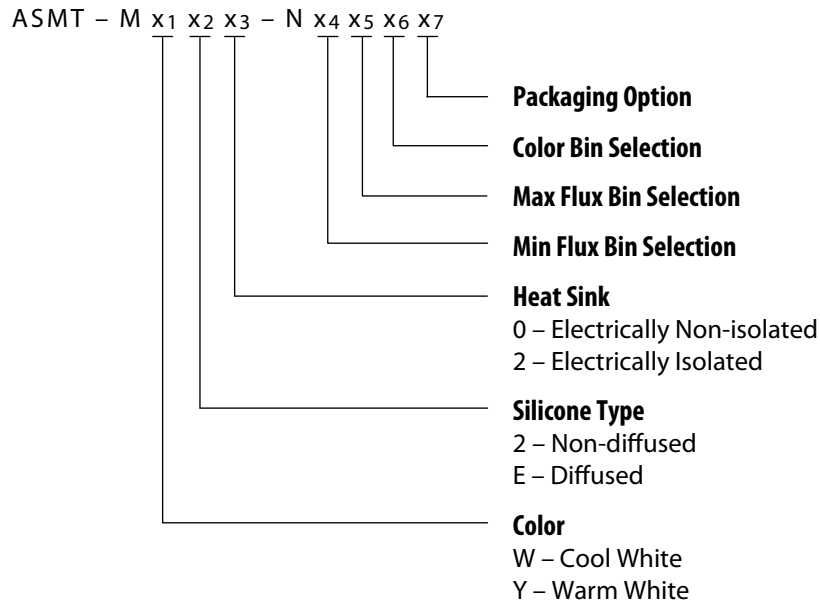 ASMT – M x1 x2 x3 – N x4 x5 x6 x7
Packaging Option
Color Bin Selection
Max Flux Bin Selection
Min Flux Bin Selection
Heat Sink
0 – Electrically Non-isolated
2 – Electrically Isolated
Silicone Type
2 – Non-diffused
E – Diffused
Color
W – Cool White
Y – Warm White